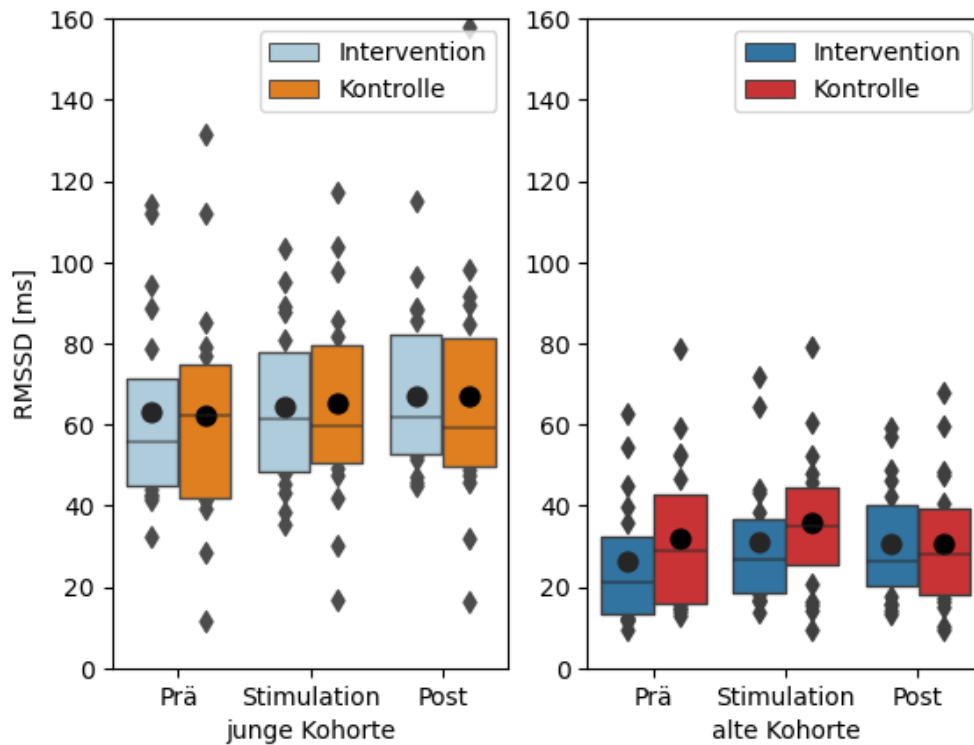 RMSSD [ms]
160
140
120
100
80
60
40
20
0
Intervention
Kontrolle
Prä
Stimulation
Post
junge Kohorte
160
140
120
100
80
60
40
20
0
Intervention
Kontrolle
Prä
Stimulation
Post
alte Kohorte